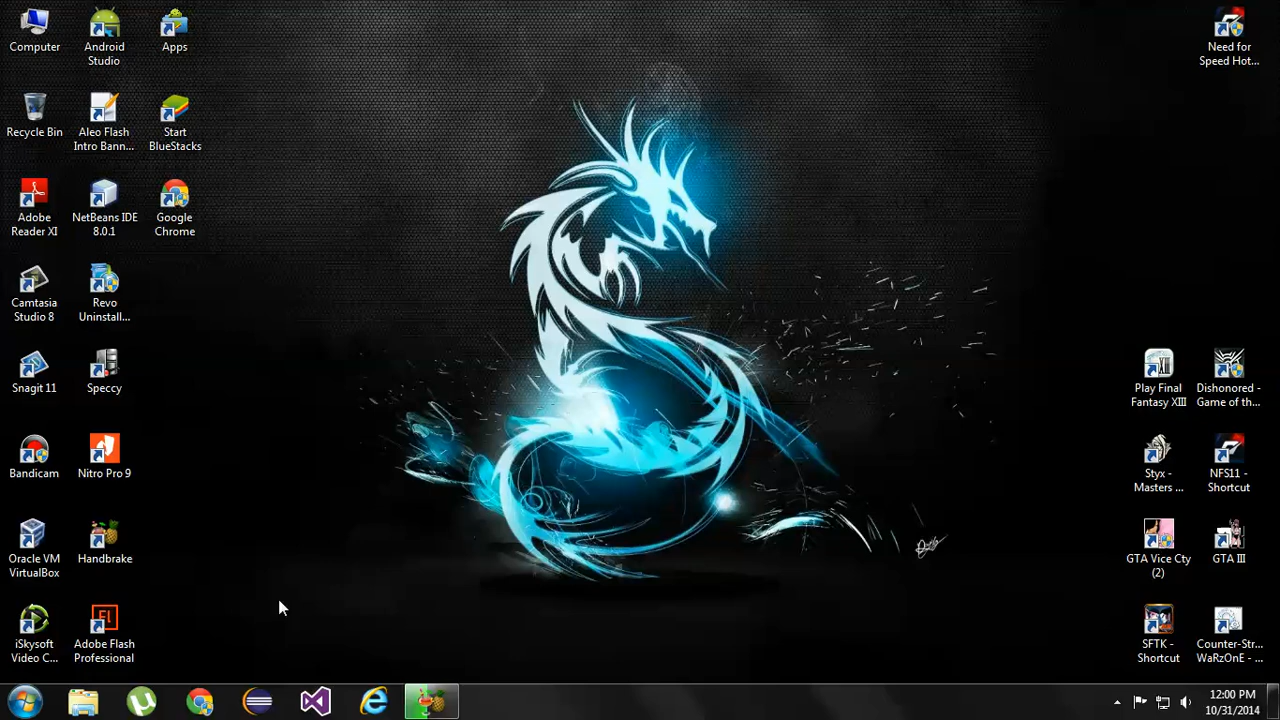 Computer
Android
Studio
Apps
Need for
Speed Hot...
Recycle Bin
Aleo Flash
Intro Bann...
Start
BlueStacks
Adobe
Reader XI
NetBeans IDE
8.0.1
Google
Chrome
Camtasia
Studio 8
Revo
Uninstall...
Snagit 11
Speccy
Play Final
Fantasy XIII
Dishonored -
Game of th...
Bandicam
Nitro Pro 9
Styx -
Masters ...
NFS11 -
Shortcut
Oracle VM
VirtualBox
Handbrake
GTA Vice Cty
(2)
GTA III
iSkysoft
Video C...
Adobe Flash
Professional
SFTK -
Shortcut
Counter-Str...
WaRzOnE - ...
12:00 PM
10/31/2014